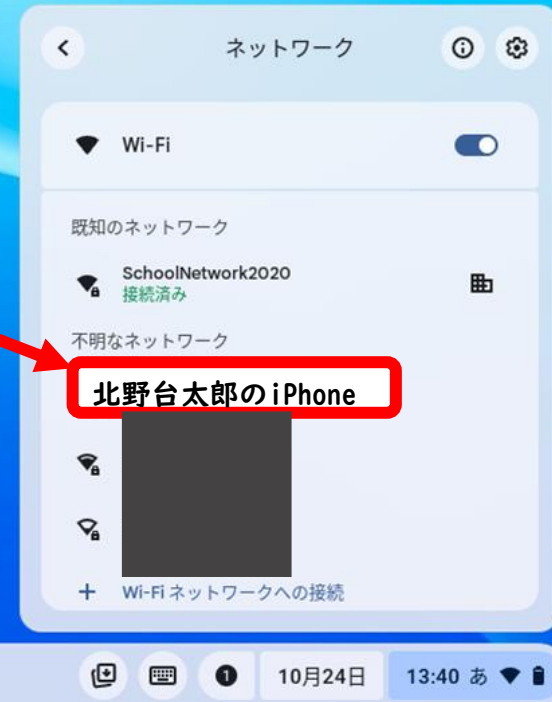 ネットワーク
Wi-Fi
既知のネットワーク
SchoolNetwork2020
接続済み
不明なネットワーク
北野台太郎のiPhone
+ Wi-Fi ネットワークへの接続
1 10月24日 13:40 あ